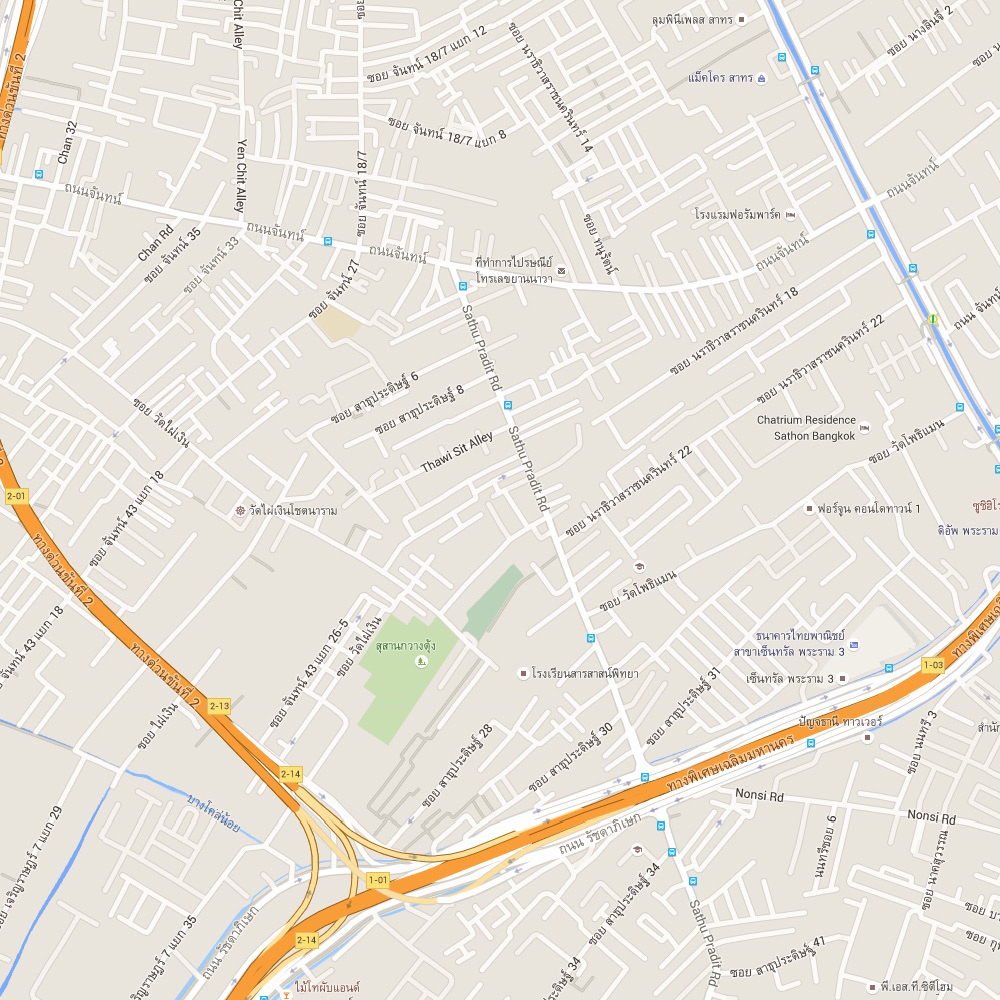 Chit Alley
ซอย จันทน์ 18/7 แยก 12
ซอย นราธิวาสราชนครินทร์ 14
ลุมพินีเพลส สาทร
แม็คโคร สาทร
ซอย นางลิ้นจี่ 2
ทางด่วนขั้นที่ 2
Chan 32
Yen Chit Alley
ซอย จันทน์ 18/7
ซอย จันทน์ 18/7 แยก 8
ถนนจันทน์
ถนนจันทน์
ถนนจันทน์
ถนนจันทน์
ถนนจันทน์
โรงแรมฟอรัมพาร์ค
Chan Rd
ซอย จันทน์ 35
ซอย จันทน์ 33
ซอย จันทน์ 27
ที่ทำการไปรษณีย์
โทรเลขยานนาวา
ซอย ทนุรัตน์
ซอย นราธิวาสราชนครินทร์ 18
ซอย นราธิวาสราชนครินทร์ 22
ถนน จันทน์
Sathu Pradit Rd
ซอย สาธุประดิษฐ์ 6
ซอย สาธุประดิษฐ์ 8
Thawi Sit Alley
Sathu Pradit Rd
ซอย วัดไผ่เงิน
Chatrium Residence
Sathon Bangkok
ซอย วัดโพธิแมน
ซอย นราธิวาสราชนครินทร์ 22
2-01
ซอย จันทน์ 43 แยก 18
วัดไผ่เงินโชตนาราม
ฟอร์จูน คอนโดทาวน์ 1
ดิอัพ พระราม
ทางด่วนขั้นที่ 2
ซอย วัดโพธิแมน
จันทน์ 43 แยก 18
ทางด่วนขั้นที่ 2
ซอย จันทน์ 43 แยก 26-5
ซอย วัดไผ่เงิน
สุสานกวางตุ้ง
ธนาคารไทยพาณิชย์
สาขาเซ็นทรัล พระราม 3
1-03
โรงเรียนสารสาสน์พิทยา
เซ็นทรัล พระราม 3
2-13
ซอย ไผ่เงิน
ซอย สาธุประดิษฐ์ 31
ซอย สาธุประดิษฐ์ 28
ซอย สาธุประดิษฐ์ 30
ปัญจธานี ทาวเวอร์
ซอย นนทรี 3
2-14
ทางพิเศษเฉลิมมหานคร
บางโคล่น้อย
Nonsi Rd
Nonsi Rd
ถนน รัชดาภิเษก
นนทรีซอย 6
ซอย นาคสุวรรณ
ซอย เจริญราษฎร์ 7 แยก 29
1-01
ซอย สาธุประดิษฐ์ 34
Sathu Pradit Rd
ถนน รัชดาภิเษก
2-14
ซอย สาธุประดิษฐ์ 41
ไม้โทผับแอนด์
พี.เอส.ที.ซิตี้โฮม